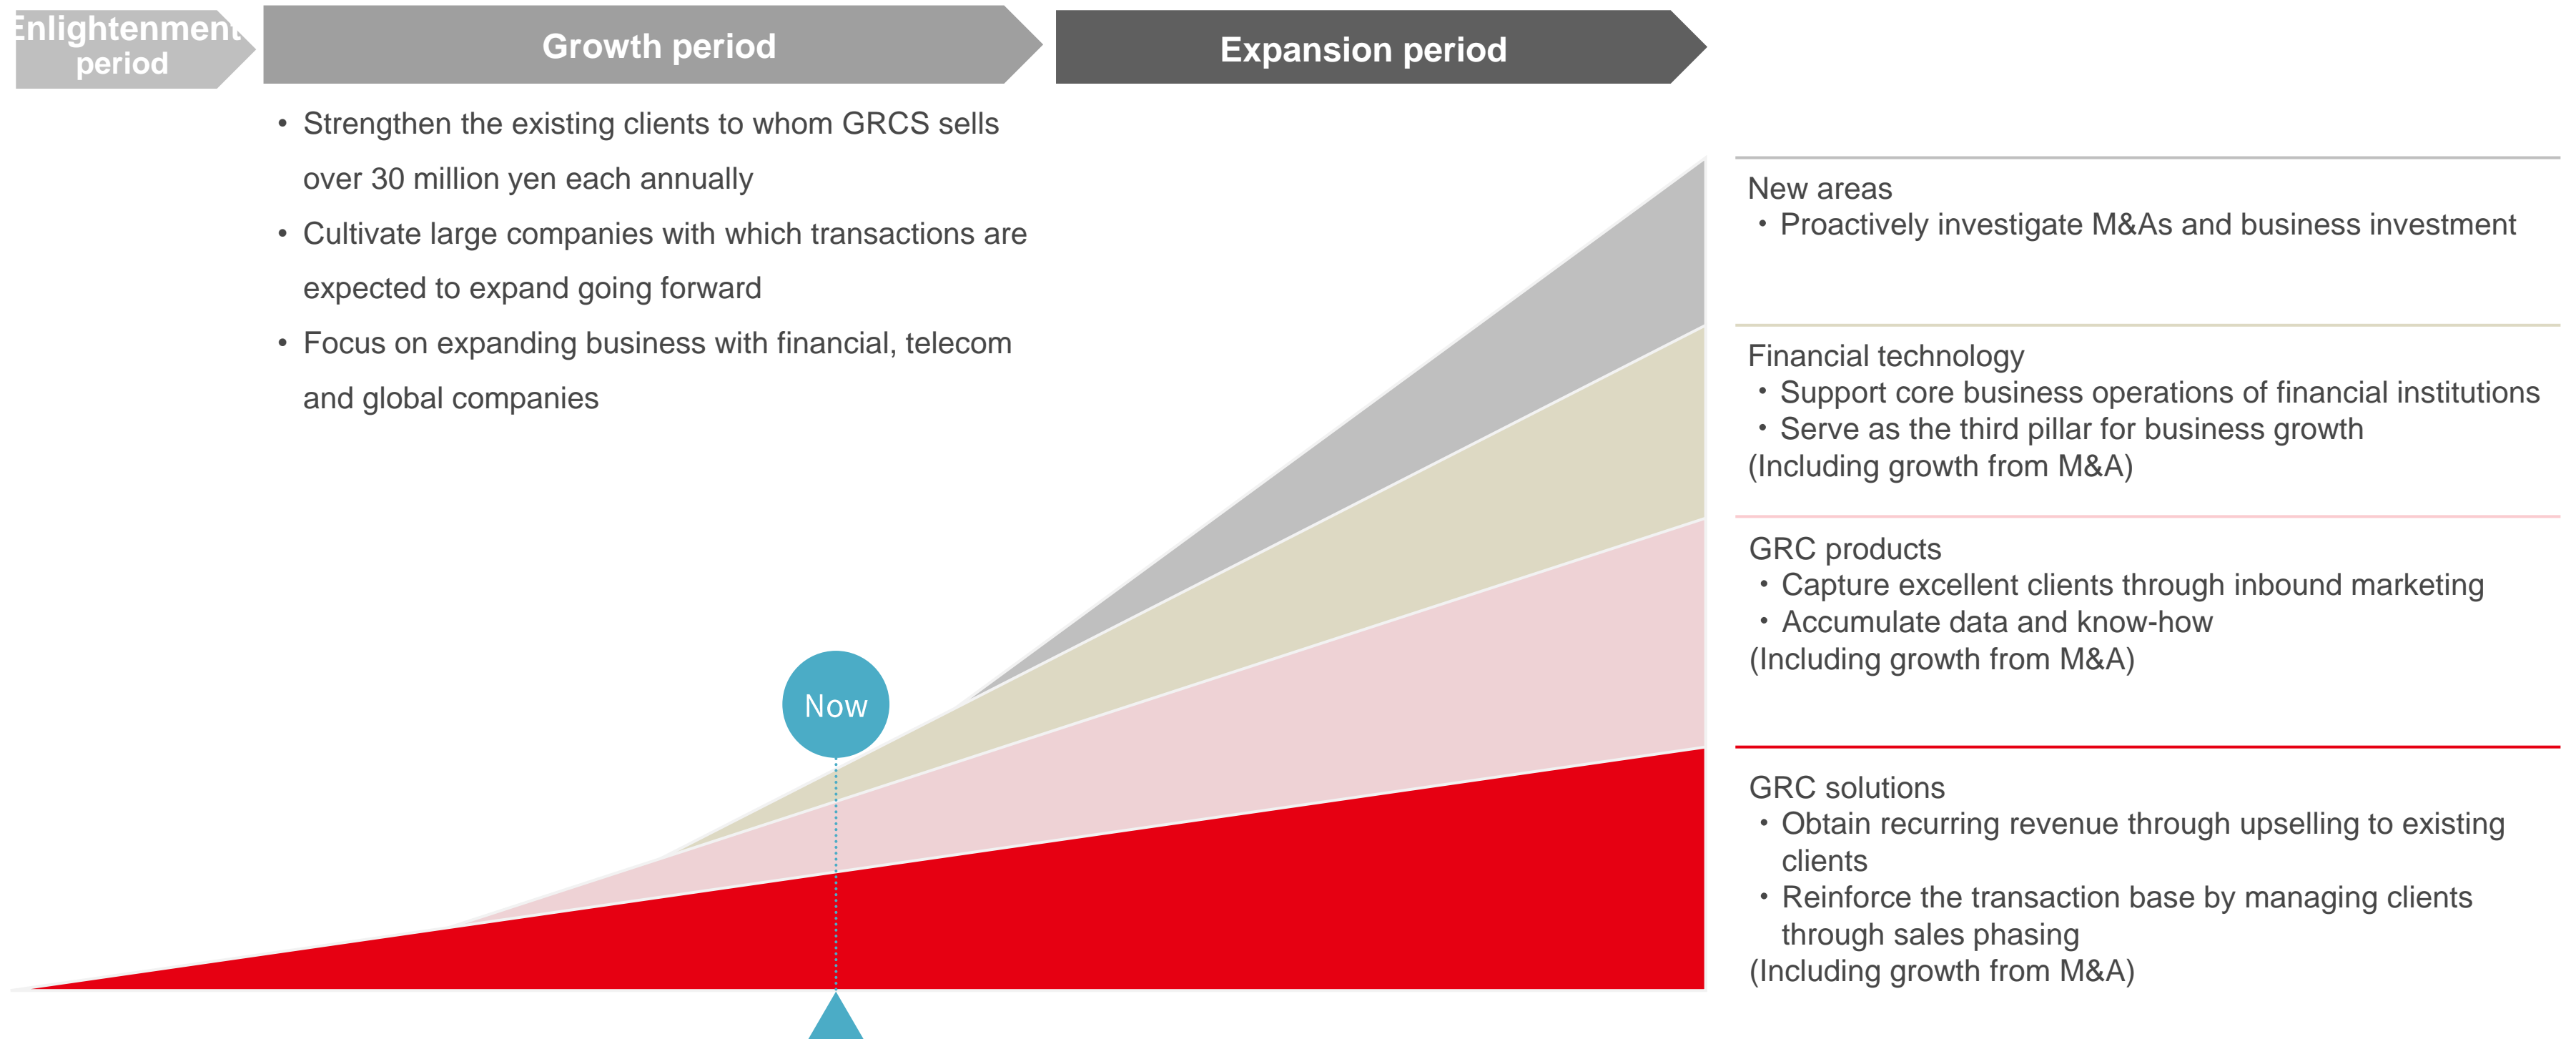 Enlightenment
period
Growth period
Expansion period
• Strengthen the existing clients to whom GRCS sells
over 30 million yen each annually
• Cultivate large companies with which transactions are
expected to expand going forward
• Focus on expanding business with financial, telecom
and global companies
Now
New areas
・Proactively investigate M&As and business investment
Financial technology
・Support core business operations of financial institutions
・Serve as the third pillar for business growth
(Including growth from M&A)
GRC products
・Capture excellent clients through inbound marketing
・Accumulate data and know-how
(Including growth from M&A)
GRC solutions
・Obtain recurring revenue through upselling to existing
clients
・Reinforce the transaction base by managing clients
through sales phasing
(Including growth from M&A)